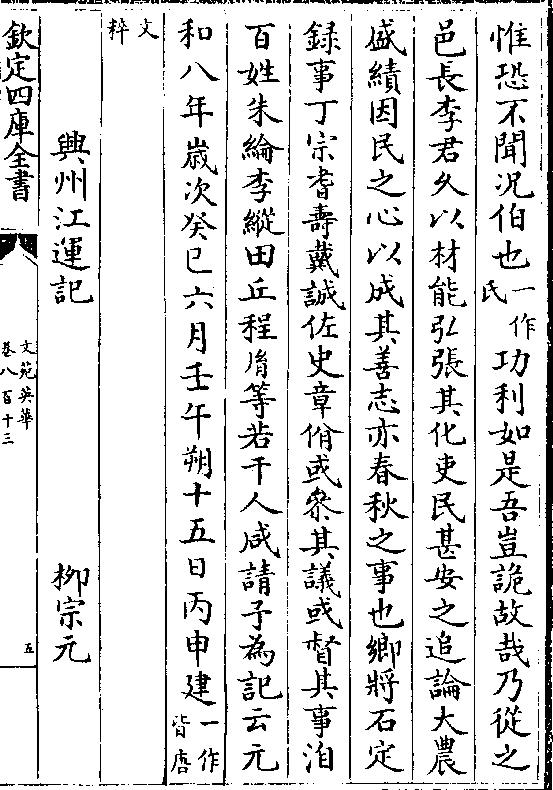 惟恐不聞况伯也一作民功利如是吾豈詭故哉乃從之
邑長李君久以材能弘張其化吏民甚安之追論大農
盛績因民之心以成其善志亦春秋之事也鄉將石定
録事丁宗耆壽戴誠佐史章脩或叅其議或督其事洎
百姓朱綸李縱田丘程㑺等若干人咸請予為記云元
和八年歲次癸巳六月壬午朔十五日丙申建一作皆唐
文粹
興州江運記 柳宗元
欽定四庫全書
文苑英華
卷八百十三
五